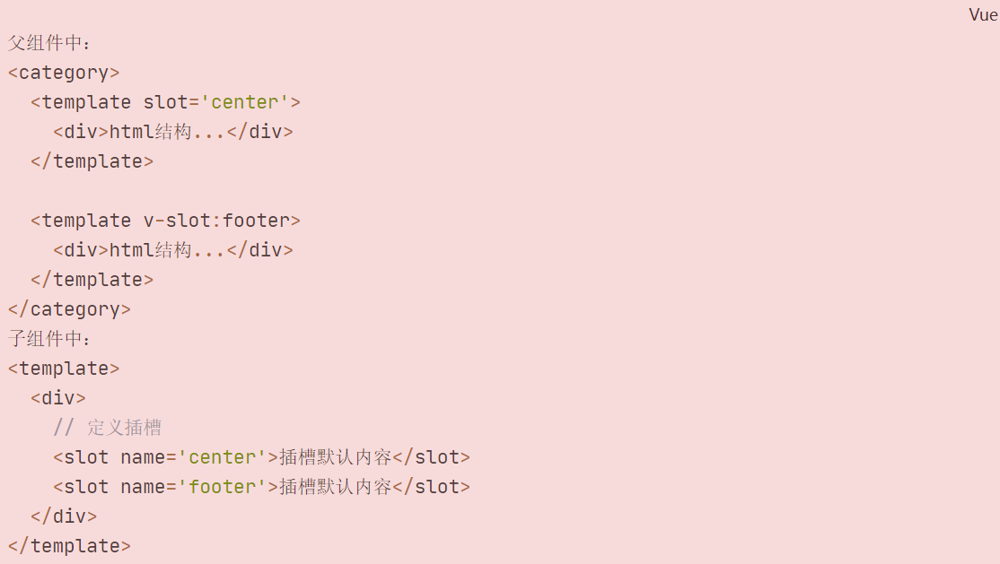 Vue
父组件中：
<category>
  <template slot='center'>
    <div>html结构...</div>
  </template>

  <template v-slot:footer>
    <div>html结构...</div>
  </template>
</category>
子组件中：
<template>
  <div>
    // 定义插槽
    <slot name='center'>插槽默认内容</slot>
    <slot name='footer'>插槽默认内容</slot>
  </div>
</template>